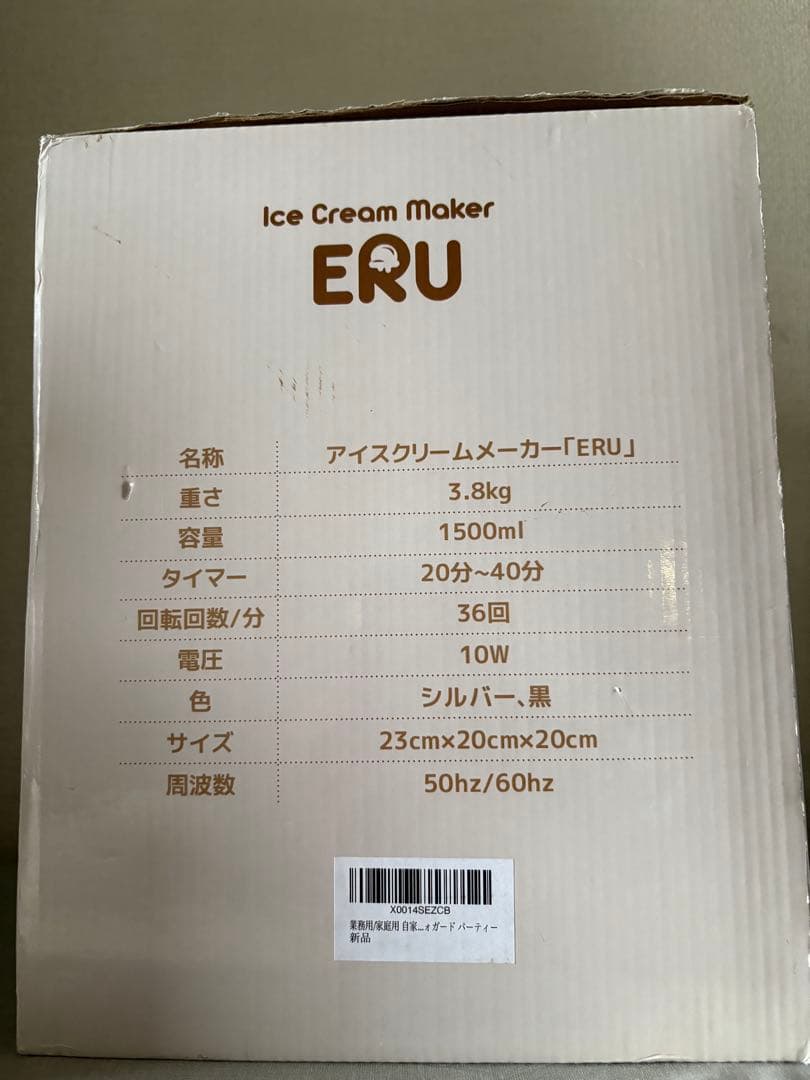 Ice Cream Maker
ERU
名称 アイスクリームメーカー「ERU」
重さ 3.8kg
容量 1500ml
タイマー 20分~40分
回転回数/分 36回
電圧 10W
色 シルバー、黒
サイズ 23cm×20cm×20cm
周波数 50hz/60hz
X0014SEZCB
業務用/家庭用 自家...ォガード パーティー
新品